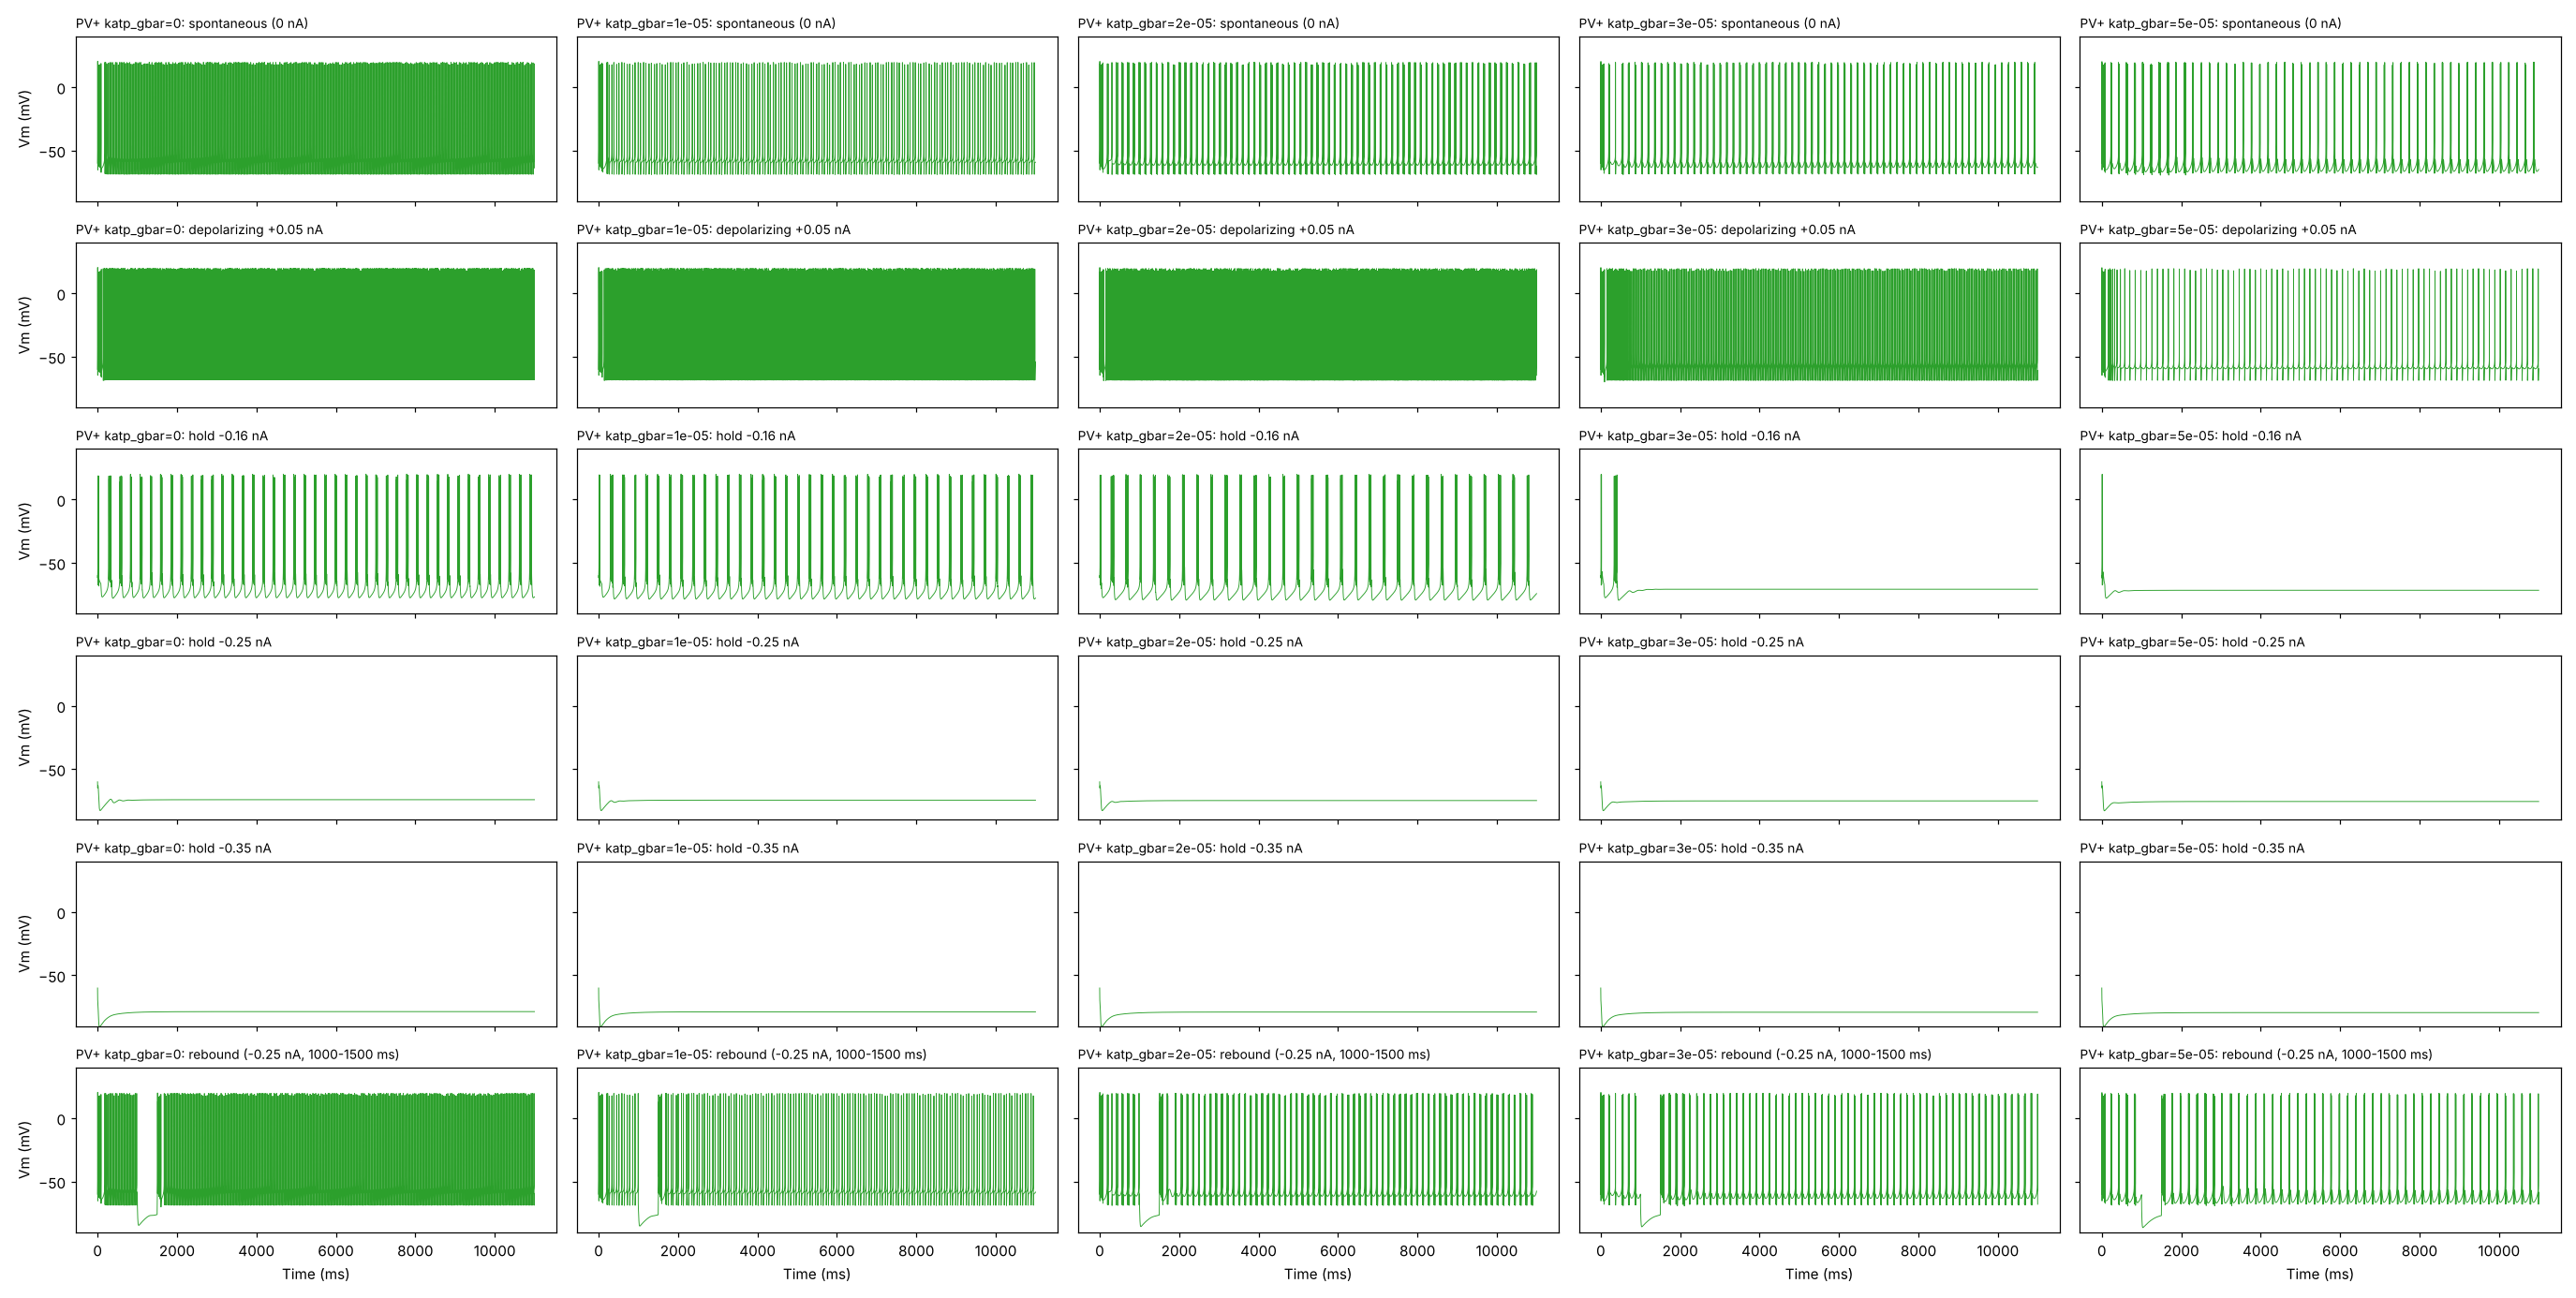 PV+ katp_gbar=0: spontaneous (0 nA)
PV+ katp_gbar=1e-05: spontaneous (0 nA)
PV+ katp_gbar=2e-05: spontaneous (0 nA)
PV+ katp_gbar=3e-05: spontaneous (0 nA)
PV+ katp_gbar=5e-05: spontaneous (0 nA)
Vm (mV)
0
−50
PV+ katp_gbar=0: depolarizing +0.05 nA
PV+ katp_gbar=1e-05: depolarizing +0.05 nA
PV+ katp_gbar=2e-05: depolarizing +0.05 nA
PV+ katp_gbar=3e-05: depolarizing +0.05 nA
PV+ katp_gbar=5e-05: depolarizing +0.05 nA
Vm (mV)
0
−50
PV+ katp_gbar=0: hold -0.16 nA
PV+ katp_gbar=1e-05: hold -0.16 nA
PV+ katp_gbar=2e-05: hold -0.16 nA
PV+ katp_gbar=3e-05: hold -0.16 nA
PV+ katp_gbar=5e-05: hold -0.16 nA
Vm (mV)
0
−50
PV+ katp_gbar=0: hold -0.25 nA
PV+ katp_gbar=1e-05: hold -0.25 nA
PV+ katp_gbar=2e-05: hold -0.25 nA
PV+ katp_gbar=3e-05: hold -0.25 nA
PV+ katp_gbar=5e-05: hold -0.25 nA
Vm (mV)
0
−50
PV+ katp_gbar=0: hold -0.35 nA
PV+ katp_gbar=1e-05: hold -0.35 nA
PV+ katp_gbar=2e-05: hold -0.35 nA
PV+ katp_gbar=3e-05: hold -0.35 nA
PV+ katp_gbar=5e-05: hold -0.35 nA
Vm (mV)
0
−50
PV+ katp_gbar=0: rebound (-0.25 nA, 1000-1500 ms)
PV+ katp_gbar=1e-05: rebound (-0.25 nA, 1000-1500 ms)
PV+ katp_gbar=2e-05: rebound (-0.25 nA, 1000-1500 ms)
PV+ katp_gbar=3e-05: rebound (-0.25 nA, 1000-1500 ms)
PV+ katp_gbar=5e-05: rebound (-0.25 nA, 1000-1500 ms)
Vm (mV)
0
−50
0 2000 4000 6000 8000 10000
0 2000 4000 6000 8000 10000
0 2000 4000 6000 8000 10000
0 2000 4000 6000 8000 10000
0 2000 4000 6000 8000 10000
Time (ms)
Time (ms)
Time (ms)
Time (ms)
Time (ms)